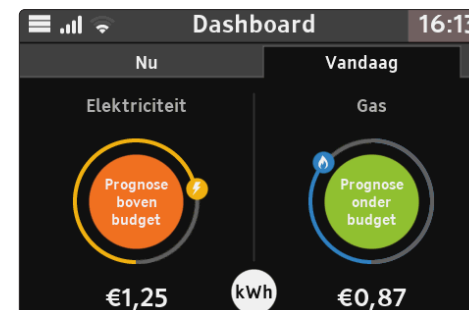 Dashboard 16:13
Nu Vandaag
Elektriciteit Gas
Prognose
boven
budget
Prognose
onder
budget
€1,25 kWh €0,87